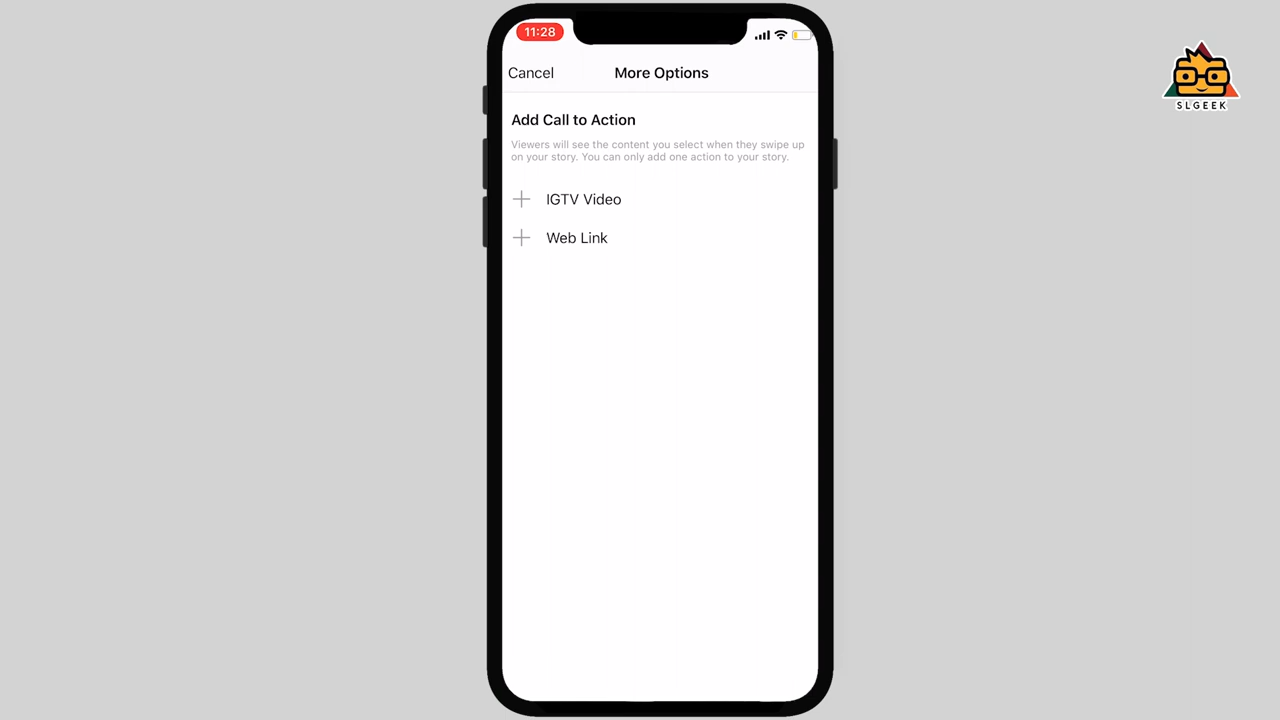 11:28
Cancel
More Options
Add Call to Action
Viewers will see the content you select when they swipe up
on your story. You can only add one action to your story.
IGTV Video
Web Link
SLGEEK